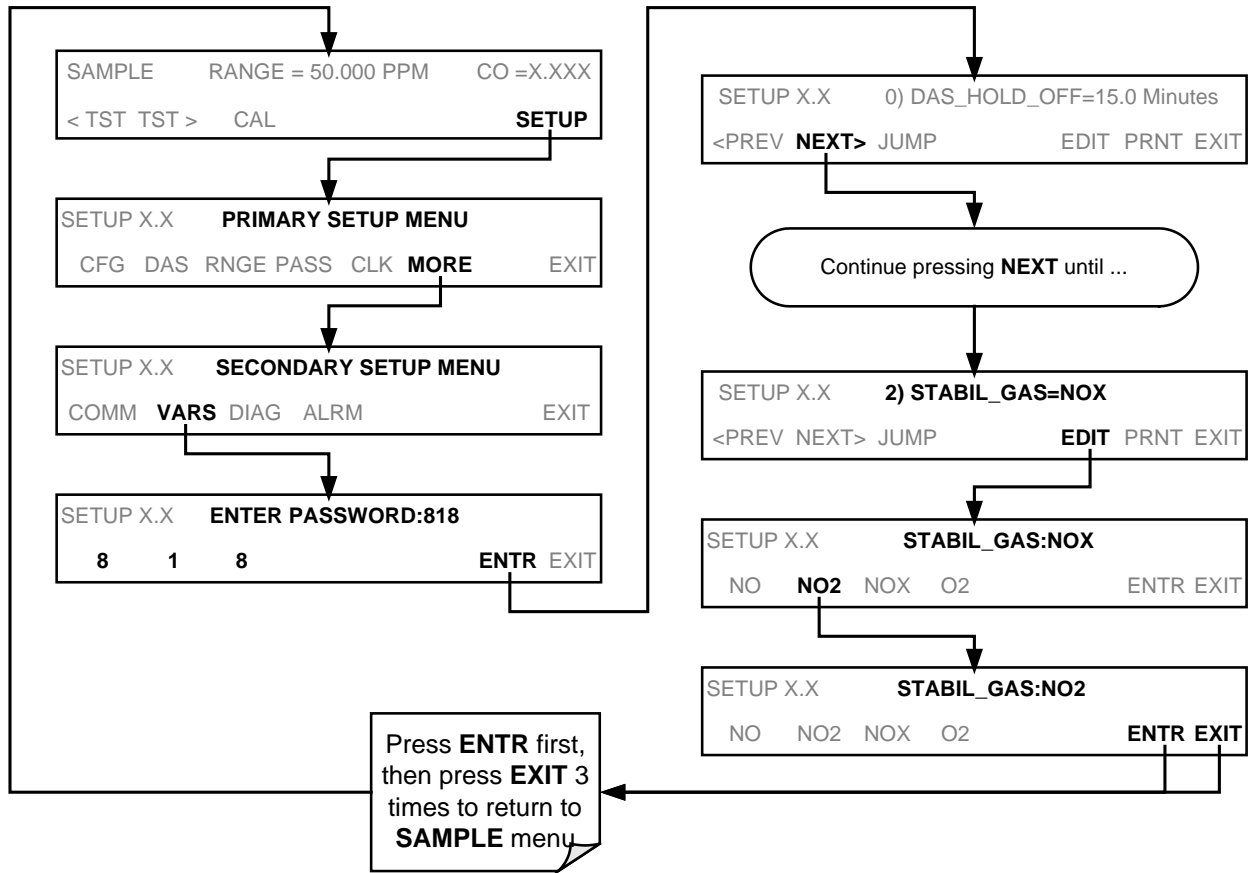 SAMPLE RANGE = 50.000 PPM CO =X.XXX
< TST TST > CAL SETUP
SETUP X.X PRIMARY SETUP MENU
CFG DAS RNGE PASS CLK MORE EXIT
SETUP X.X SECONDARY SETUP MENU
COMM VARS DIAG ALRM EXIT
SETUP X.X ENTER PASSWORD:818
8 1 8 ENTR EXIT
SETUP X.X 0) DAS_HOLD_OFF=15.0 Minutes
<PREV NEXT> JUMP EDIT PRNT EXIT
Continue pressing NEXT until ...
SETUP X.X 2) STABIL_GAS=NOX
<PREV NEXT> JUMP EDIT PRNT EXIT
SETUP X.X STABIL_GAS:NOX
NO NO2 NOX O2 ENTR EXIT
SETUP X.X STABIL_GAS:NO2
NO NO2 NOX O2 ENTR EXIT
Press ENTR first,
then press EXIT 3
times to return to
SAMPLE menu